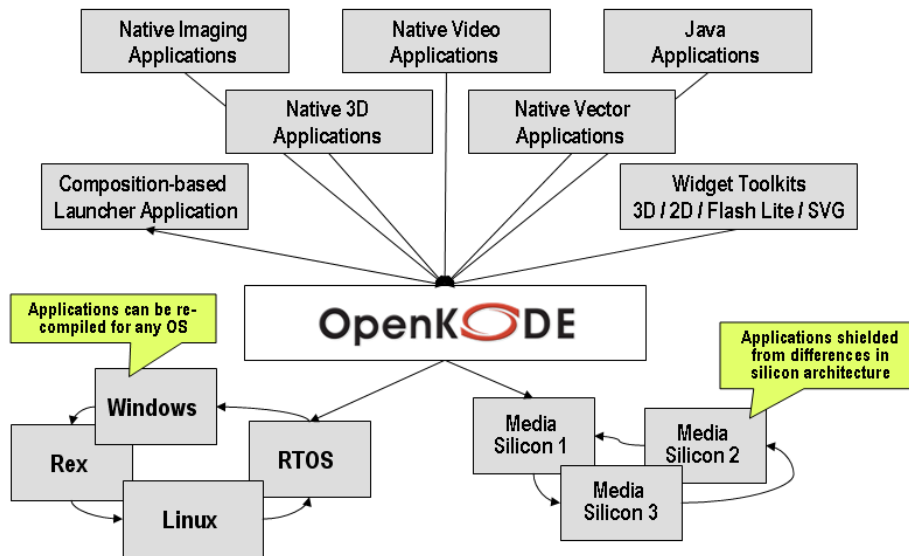 Native Imaging
Applications
Native Video
Applications
Java
Applications
Native 3D
Applications
Native Vector
Applications
Composition-based
Launcher Application
Widget Toolkits
3D / 2D / Flash Lite / SVG
OpenKODE
Applications can be re-
compiled for any OS
Applications shielded
from differences in
silicon architecture
Windows
Rex
RTOS
Linux
Media
Silicon 1
Media
Silicon 2
Media
Silicon 3